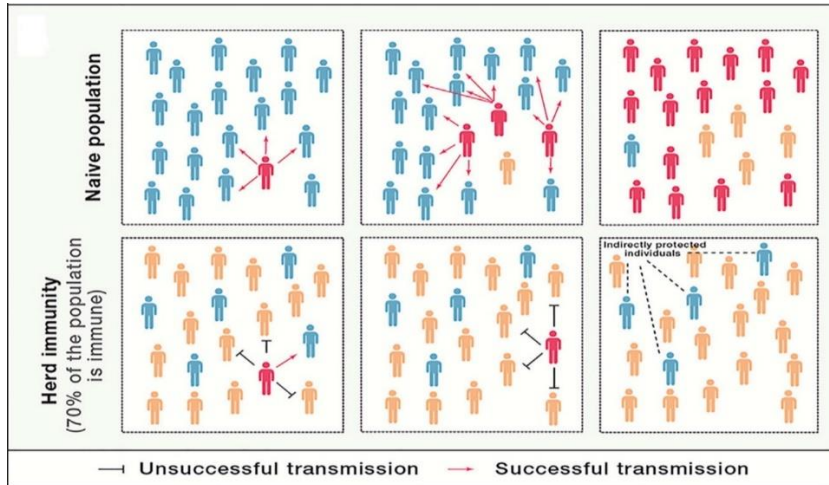 Naive population
Herd immunity
(70% of the population
is immune)
Indirectly protected
individuals
Unsuccessful transmission
Successful transmission